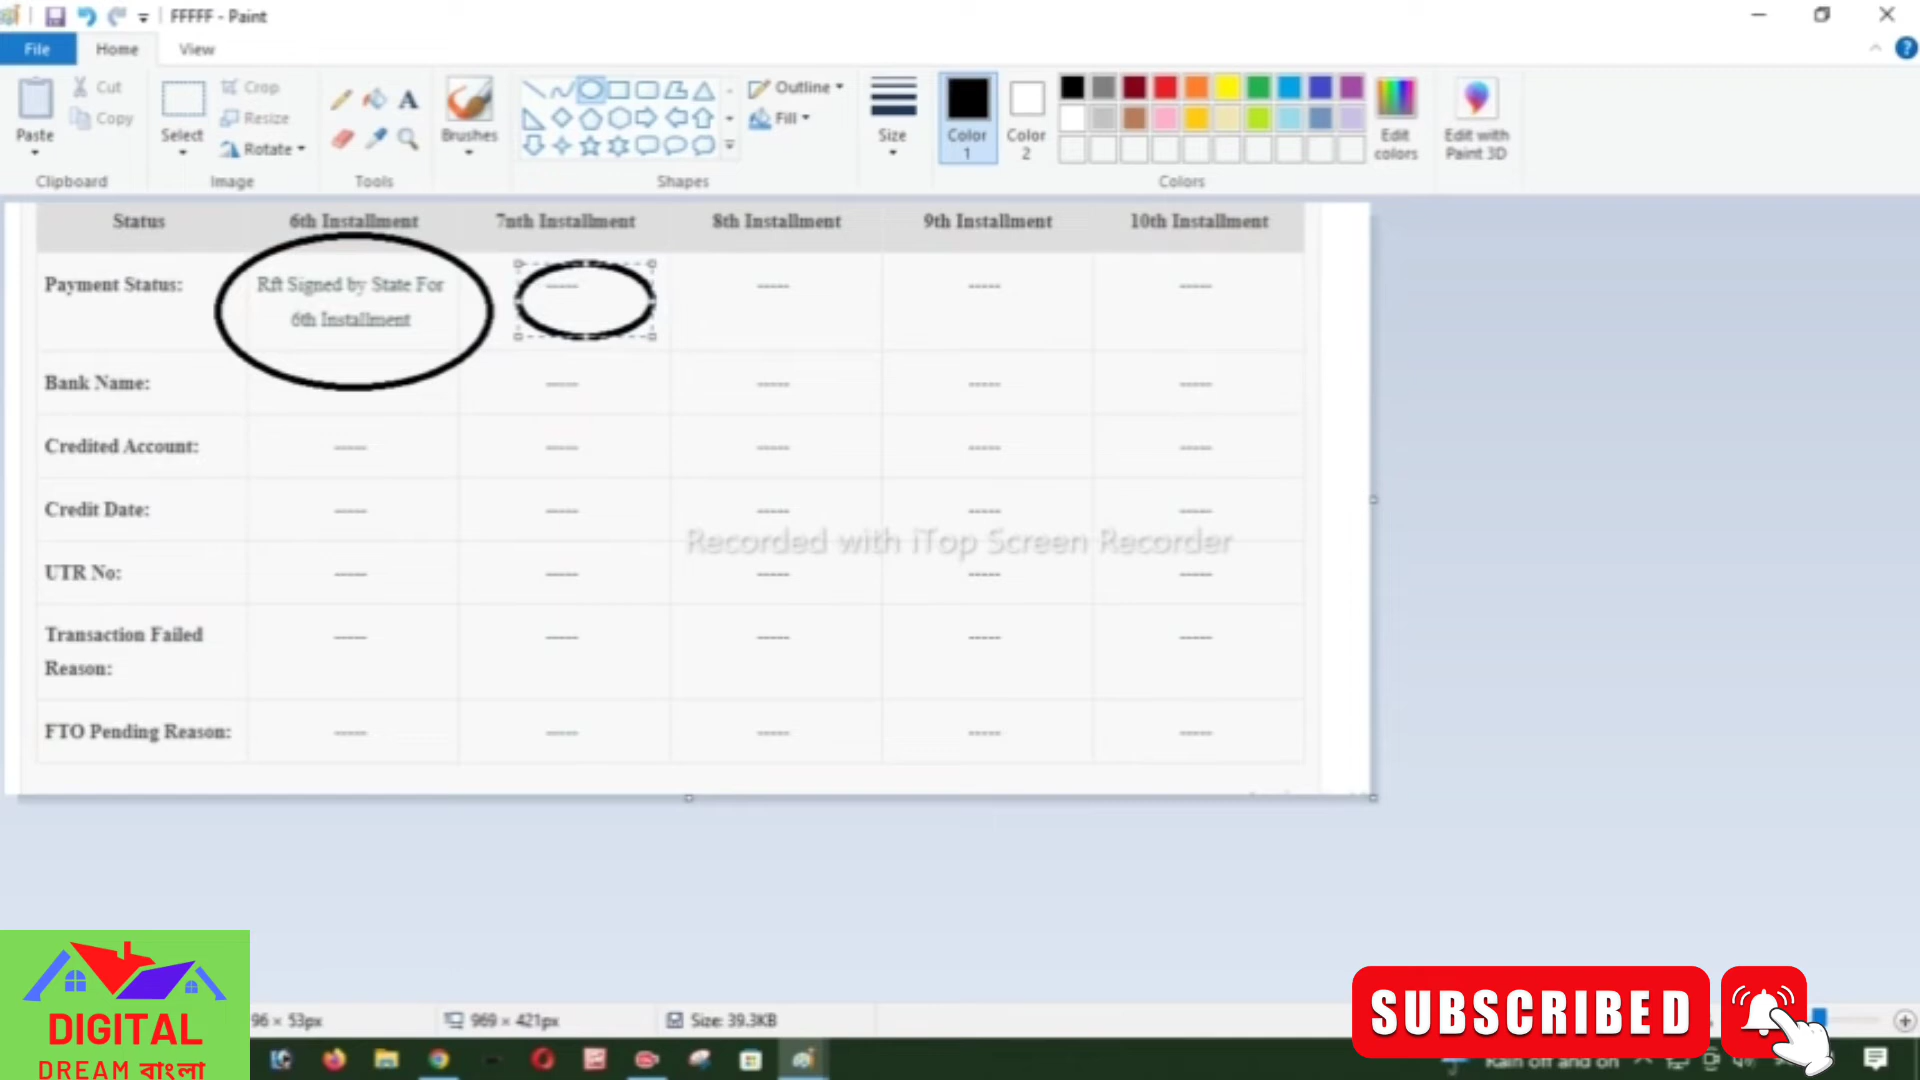 FFFFF - Paint
File Home View
Paste
Cut
Copy
Clipboard
Select
Crop
Resize
Rotate
Image
A
Tools
Brushes
Outline
Fill
Shapes
Size
Color 1
Color 2
Edit colors
Edit with Paint 3D
Colors
Status 6th Installment 7nth Installment 8th Installment 9th Installment 10th Installment
Payment Status: Rft Signed by State For ----- ----- ----- -----
6th Installment
Bank Name: ----- ----- ----- -----
Credited Account: ----- ----- ----- ----- -----
Credit Date: ----- ----- ----- ----- -----
Recorded with iTop Screen Recorder
UTR No: ----- ----- ----- ----- -----
Transaction Failed ----- ----- ----- ----- -----
Reason:
FTO Pending Reason: ----- ----- ----- ----- -----
DIGITAL
DREAM বাংলা
96 × 53px 969 × 421px Size: 39.3KB
SUBSCRIBED
Rain off and on